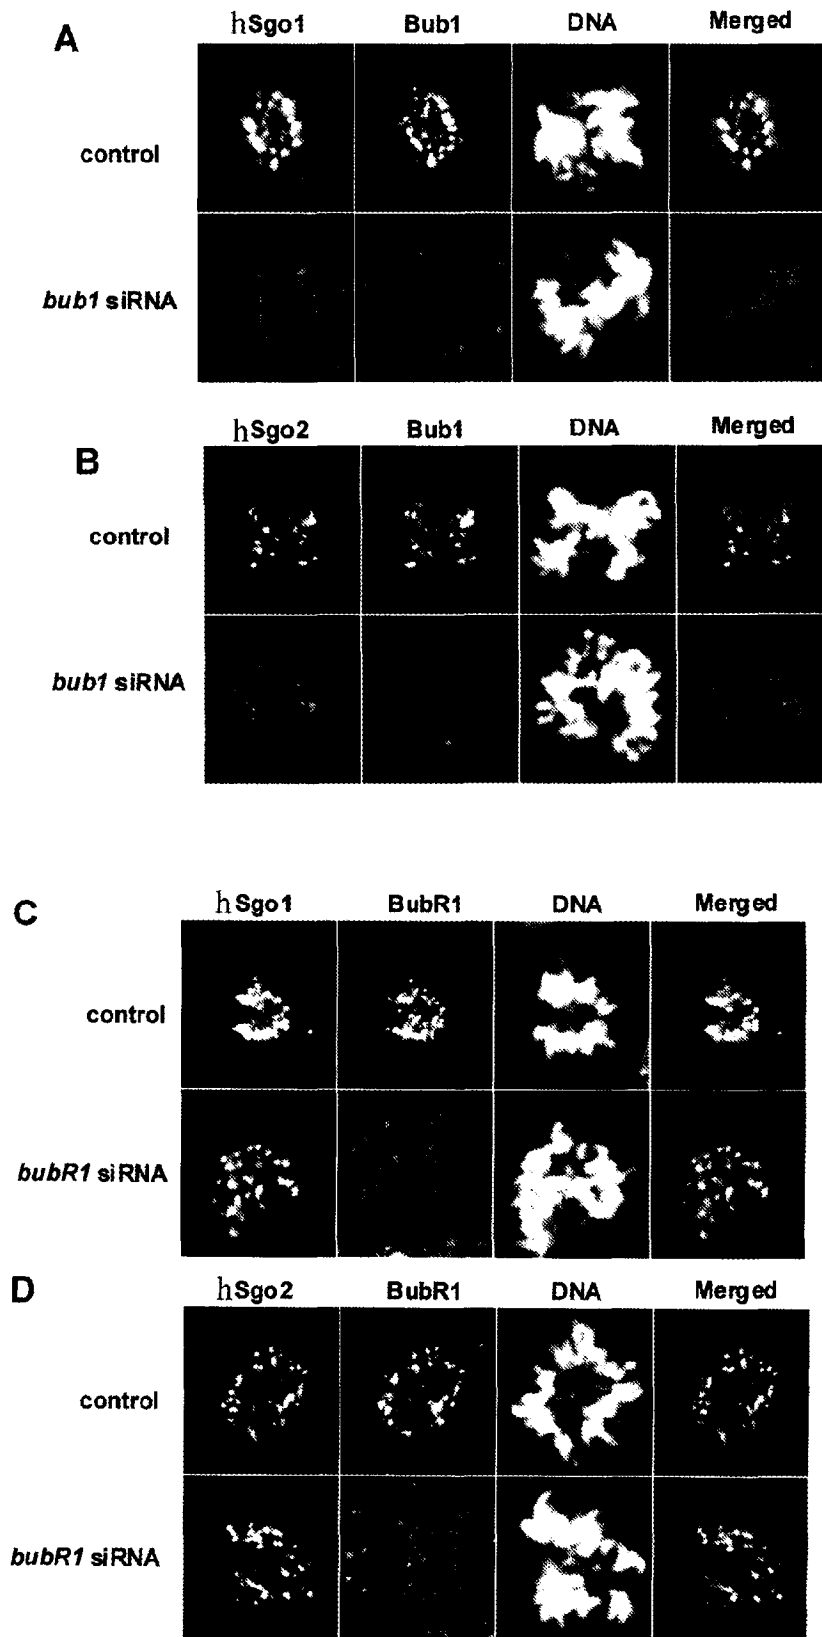 A
hSgo1 Bub1 DNA Merged
control
bub1 siRNA
B
hSgo2 Bub1 DNA Merged
control
bub1 siRNA
C
hSgo1 BubR1 DNA Merged
control
bubR1 siRNA
D
hSgo2 BubR1 DNA Merged
control
bubR1 siRNA